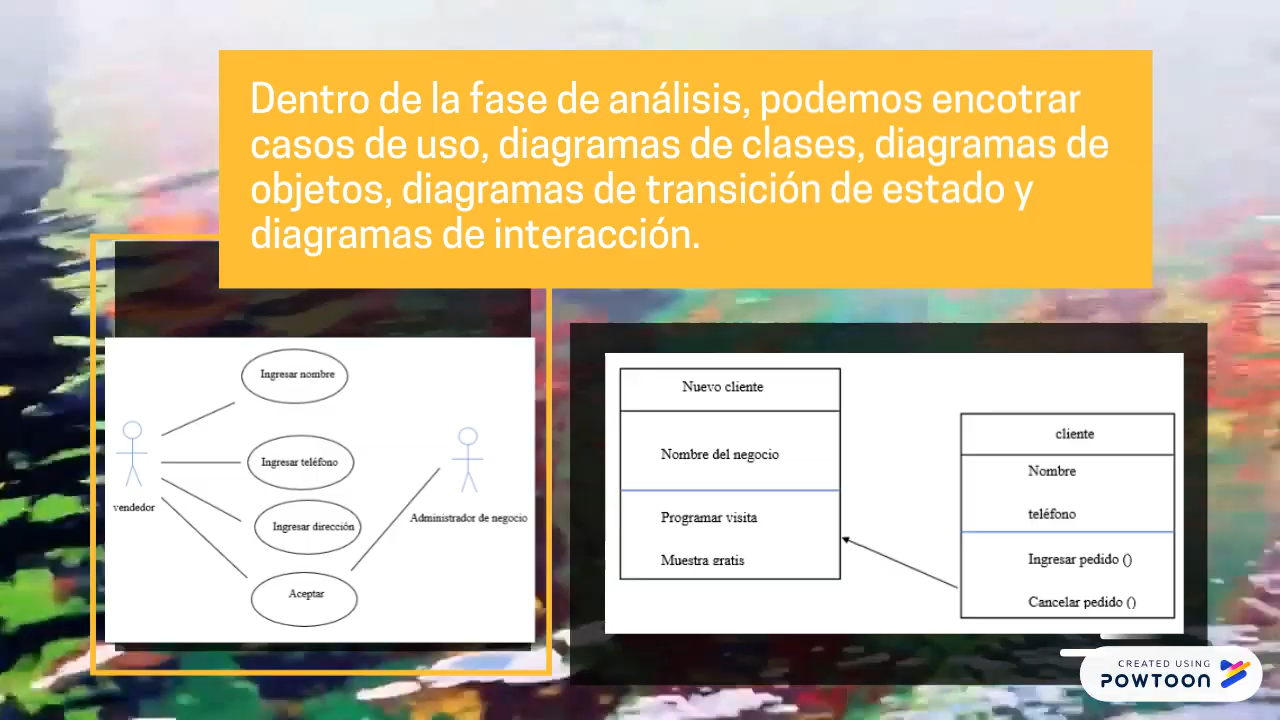 Dentro de la fase de análisis, podemos encotrar
casos de uso, diagramas de clases, diagramas de
objetos, diagramas de transición de estado y
diagramas de interacción.
Ingresar nombre
Ingresar teléfono
Ingresar dirección
Aceptar
vendedor
Administrador de negocio
Nuevo cliente
Nombre del negocio
Programar visita
Muestra gratis
cliente
Nombre
teléfono
Ingresar pedido ()
Cancelar pedido ()
CREATED USING
POWTOON